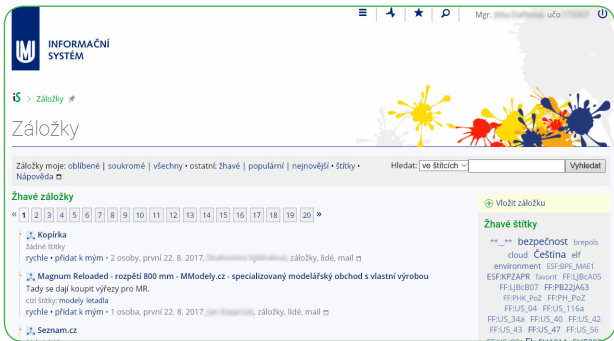 Mgr. učo
INFORMAČNÍ
SYSTÉM
iS > Záložky
Záložky
Záložky moje: oblíbené | soukromé | všechny • ostatní: žhavé | populární | nejnovější • štítky •
Nápověda
Hledat: ve štítcích Vyhledat
Žhavé záložky
« 1 2 3 4 5 6 7 8 9 10 11 12 13 14 15 16 17 18 19 20 »
Kopírka
žádné štítky
rychle • přidat k mým • 2 osoby, první 22. 8. 2017, záložky, lidé, mail
Magnum Reloaded - rozpětí 800 mm - MModely.cz - specializovaný modelářský obchod s vlastní výrobou
Tady se dají koupit výřezy pro MR.
cizí štítky: modely letadla
rychle • přidat k mým • 1 osoba, první 22. 8. 2017, záložky, lidé, mail
Seznam.cz
Vložit záložku
Žhavé štítky
**_** bezpečnost brepols
cloud Čeština elf
environment ESF:BPE_MAE1
ESF:KPZAPR favorit FF:LJBcA05
FF:LJBcB07 FF:PB22JA63
FF:PHK_PoZ FF:PH_PoZ
FF:US_04 FF:US_116a
FF:US_34a FF:US_40 FF:US_42
FF:US_43 FF:US_47 FF:US_56